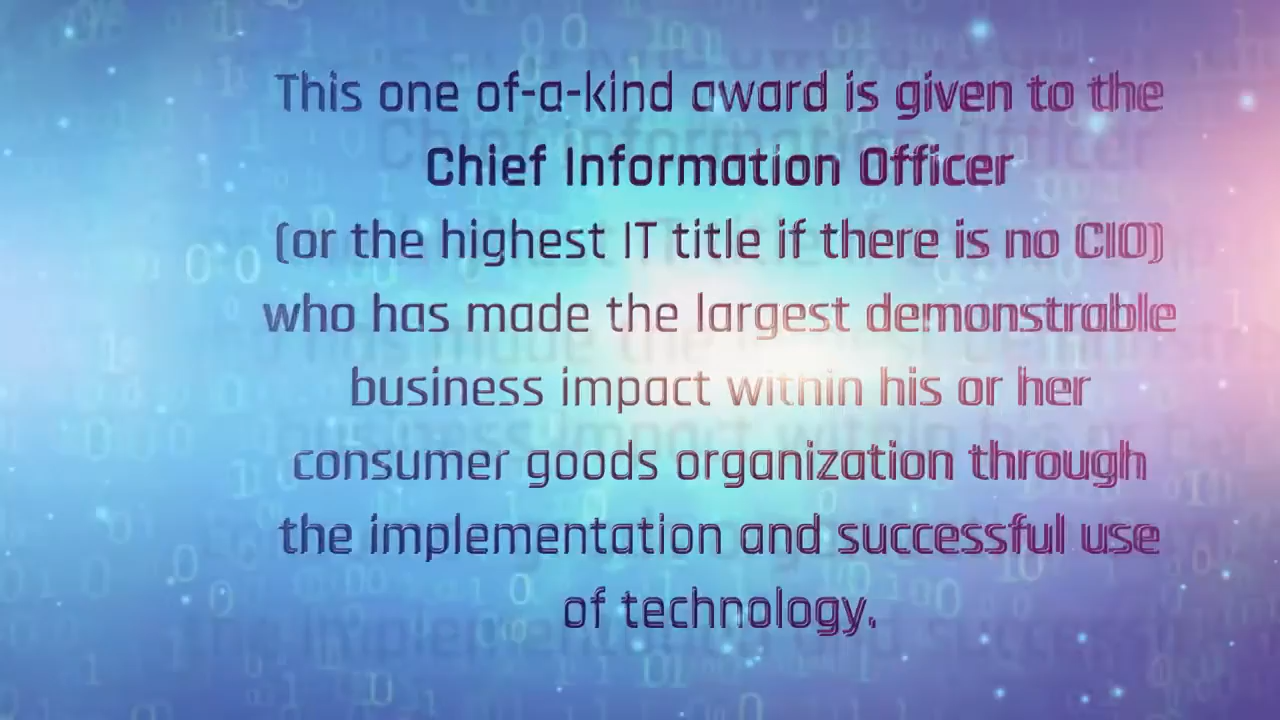 This one of-a-kind award is given to the
Chief Information Officer
(or the highest IT title if there is no CIO)
who has made the largest demonstrable
business impact within his or her
consumer goods organization through
the implementation and successful use
of technology.